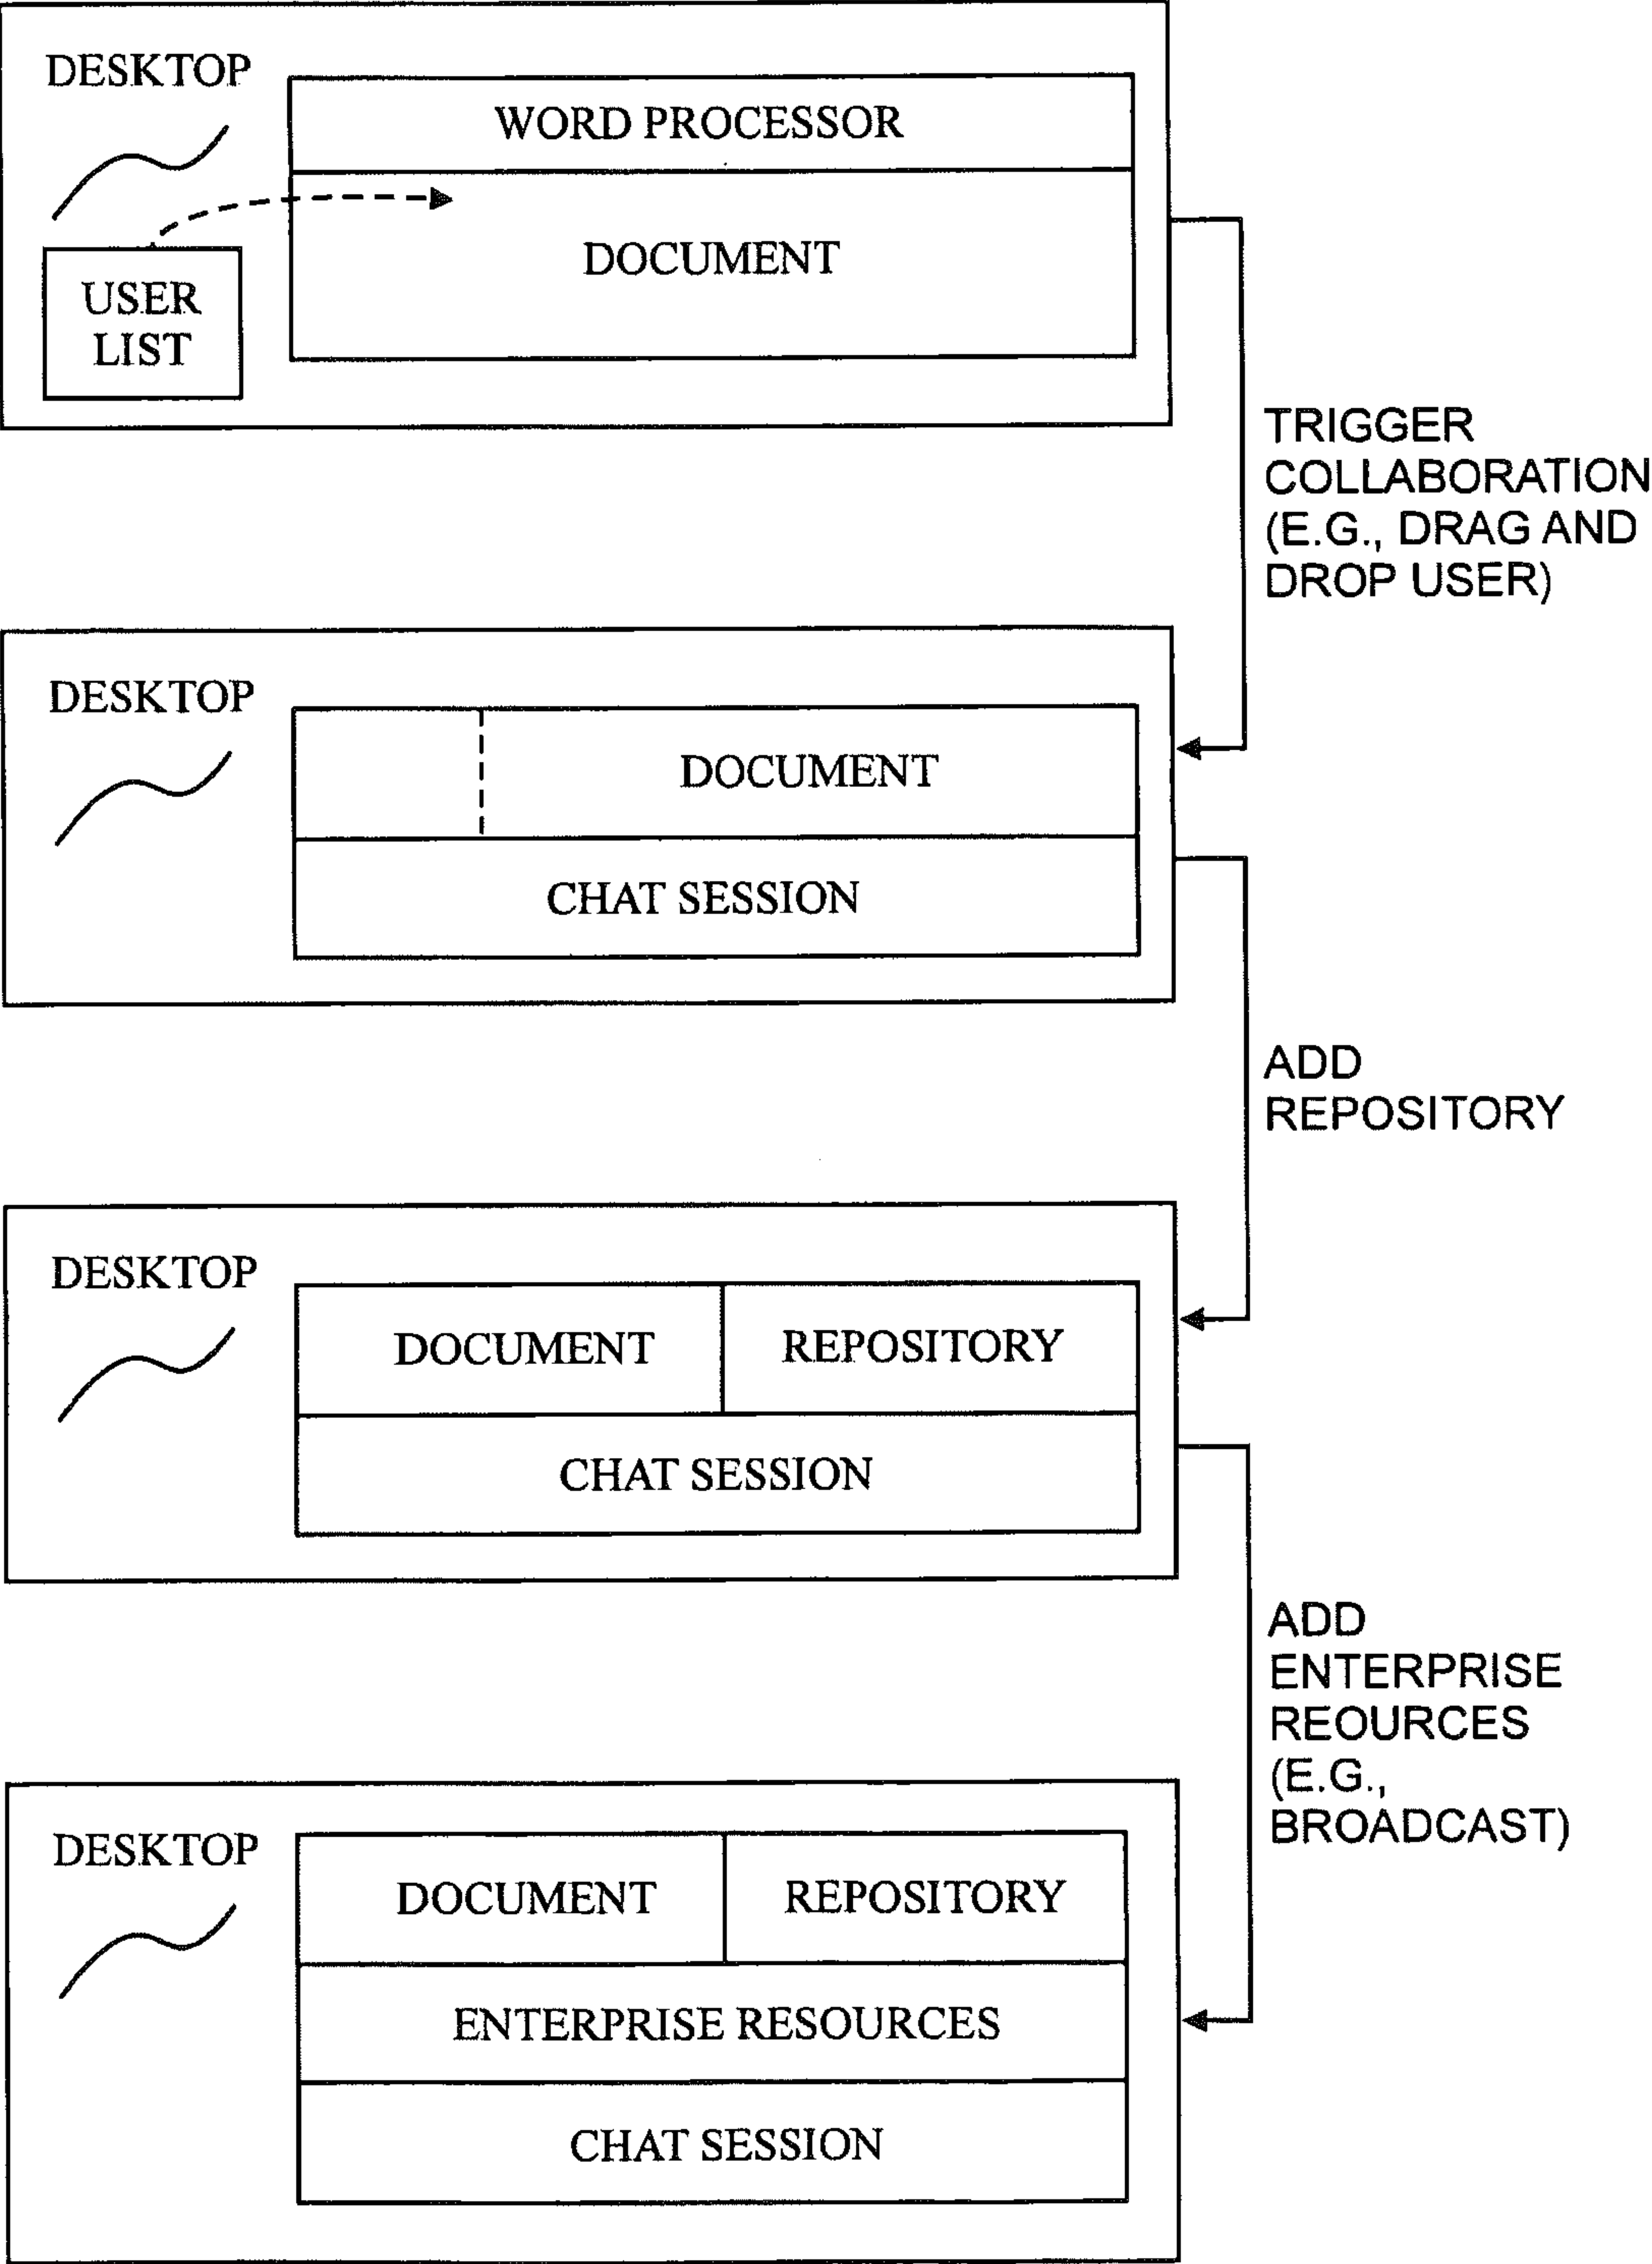 DESKTOP
WORD PROCESSOR
DOCUMENT
USER
LIST
TRIGGER
COLLABORATION
(E.G., DRAG AND
DROP USER)
DESKTOP
DOCUMENT
CHAT SESSION
ADD
REPOSITORY
DESKTOP
DOCUMENT
REPOSITORY
CHAT SESSION
ADD
ENTERPRISE
REOURCES
(E.G.,
BROADCAST)
DESKTOP
DOCUMENT
REPOSITORY
ENTERPRISE RESOURCES
CHAT SESSION